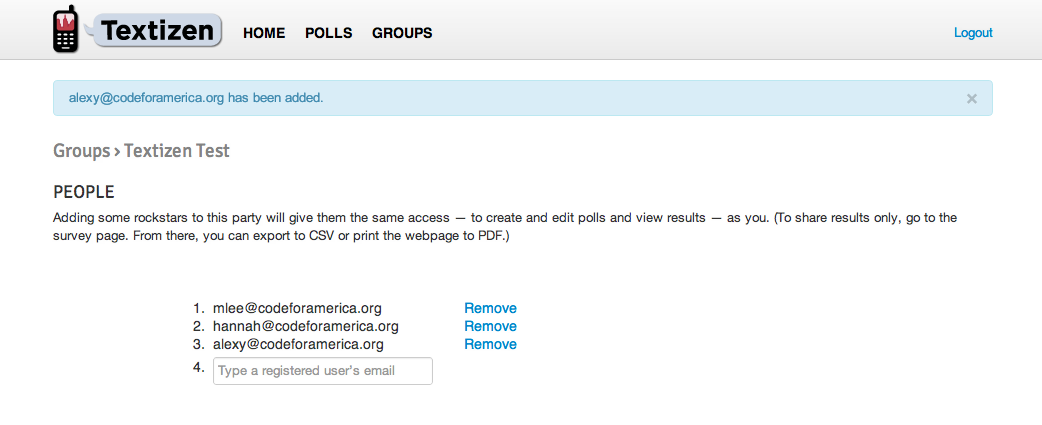 Textizen HOME POLLS GROUPS Logout
alexy@codeforamerica.org has been added. ×
Groups › Textizen Test
PEOPLE
Adding some rockstars to this party will give them the same access — to create and edit polls and view results — as you. (To share results only, go to the
survey page. From there, you can export to CSV or print the webpage to PDF.)
1. mlee@codeforamerica.org Remove
2. hannah@codeforamerica.org Remove
3. alexy@codeforamerica.org Remove
4. Type a registered user's email